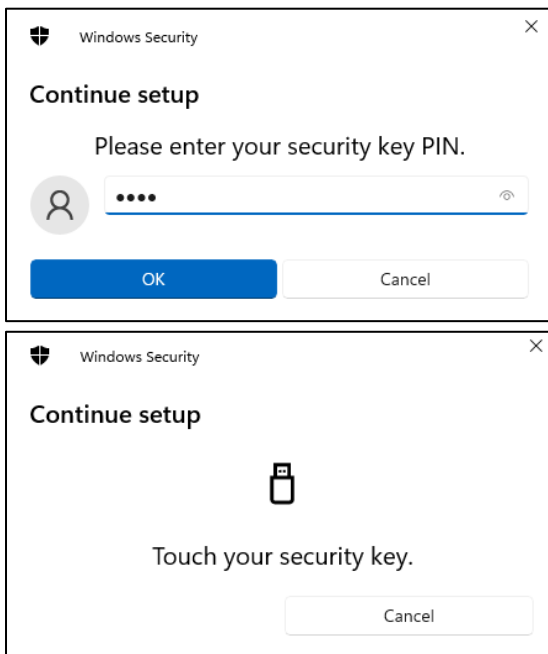 Windows Security
Continue setup
Please enter your security key PIN.
••••
OK Cancel
Windows Security
Continue setup
Touch your security key.
Cancel